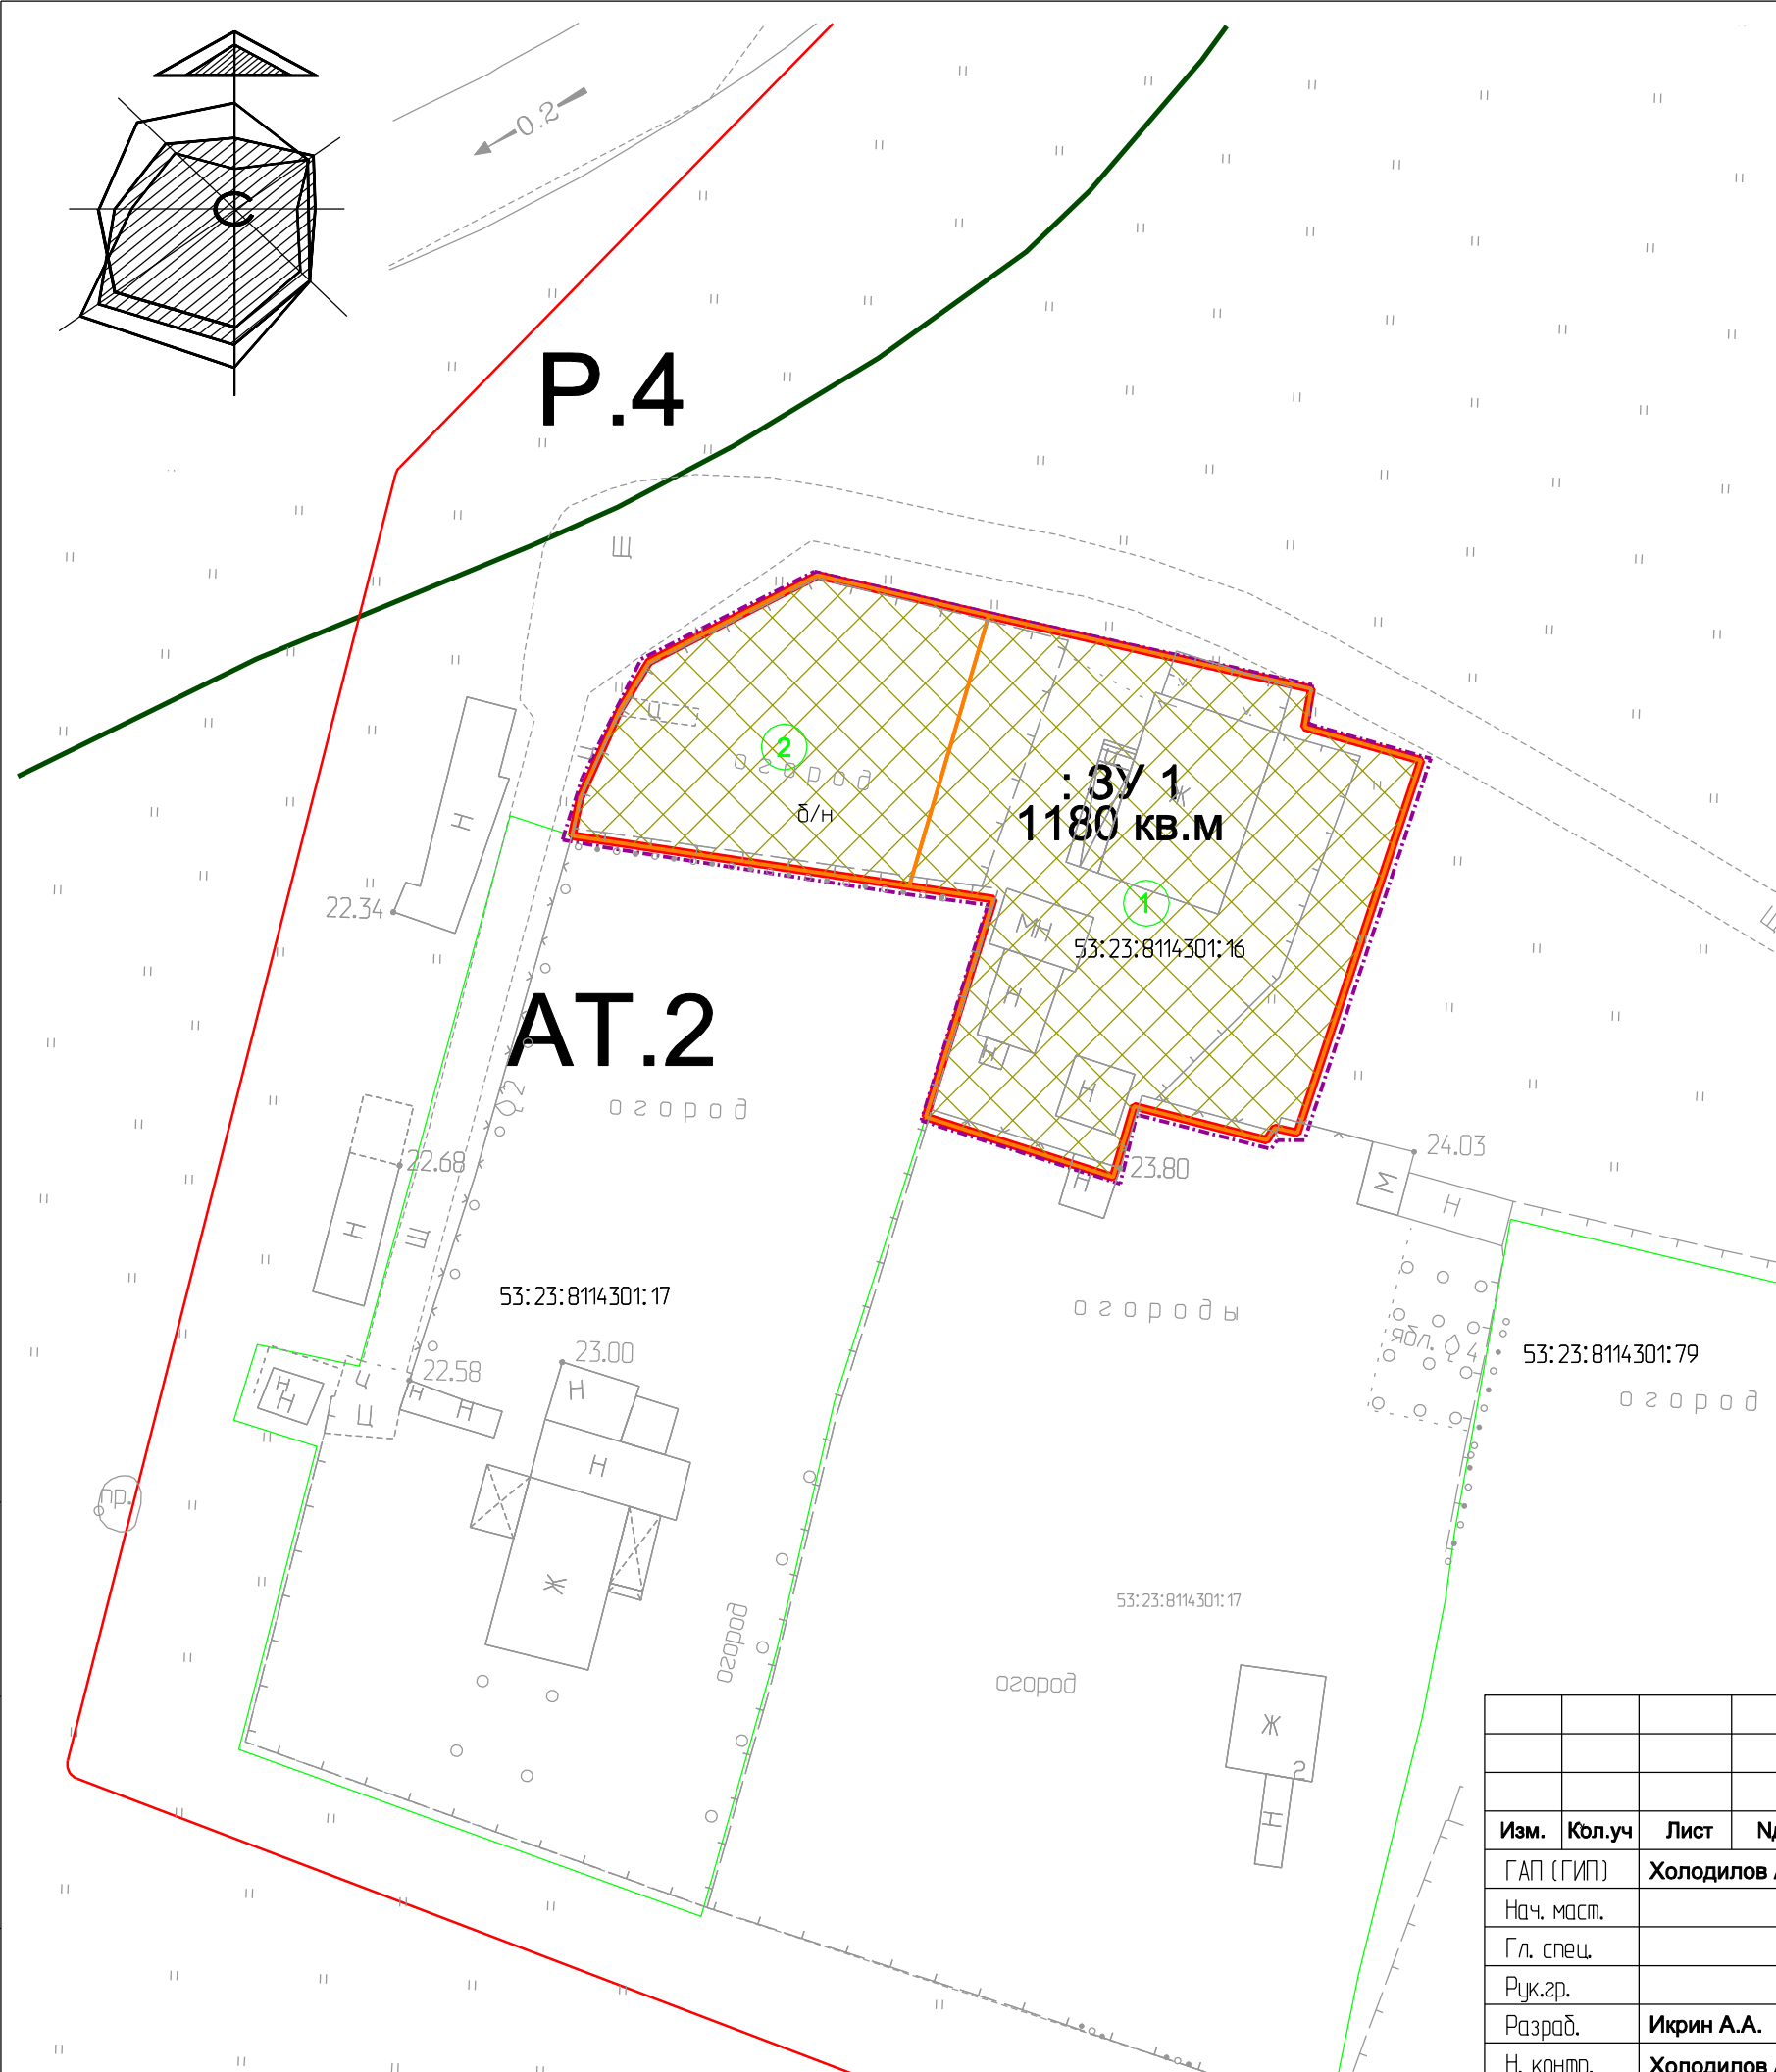 0.2
С
Р.4
Щ
Ц
2
огород
б/н
: ЗУ 1
1180 кв.м
Ж
Н
22.34
1
МН
53:23:8114301:16
Н
Н
АТ.2
Н
огород
2
24.03
23.80
22.68
Н
М
Н
Н
Щ
53:23:8114301:17
огороды
23.00
22.58
ябл. 4
53:23:8114301:79
огород
Ц
Ц
Н
Н
Н
Н
Н
Н
пр.
Ж
53:23:8114301:17
огород
огород
Ж
S
Н
Изм. Кол.уч Лист
ГАП (ГИП) Холодилов
Нач. маст.
Гл. спец.
Рук.гр.
Разраб. Икрин А.А.
Н. контр. Холодилов